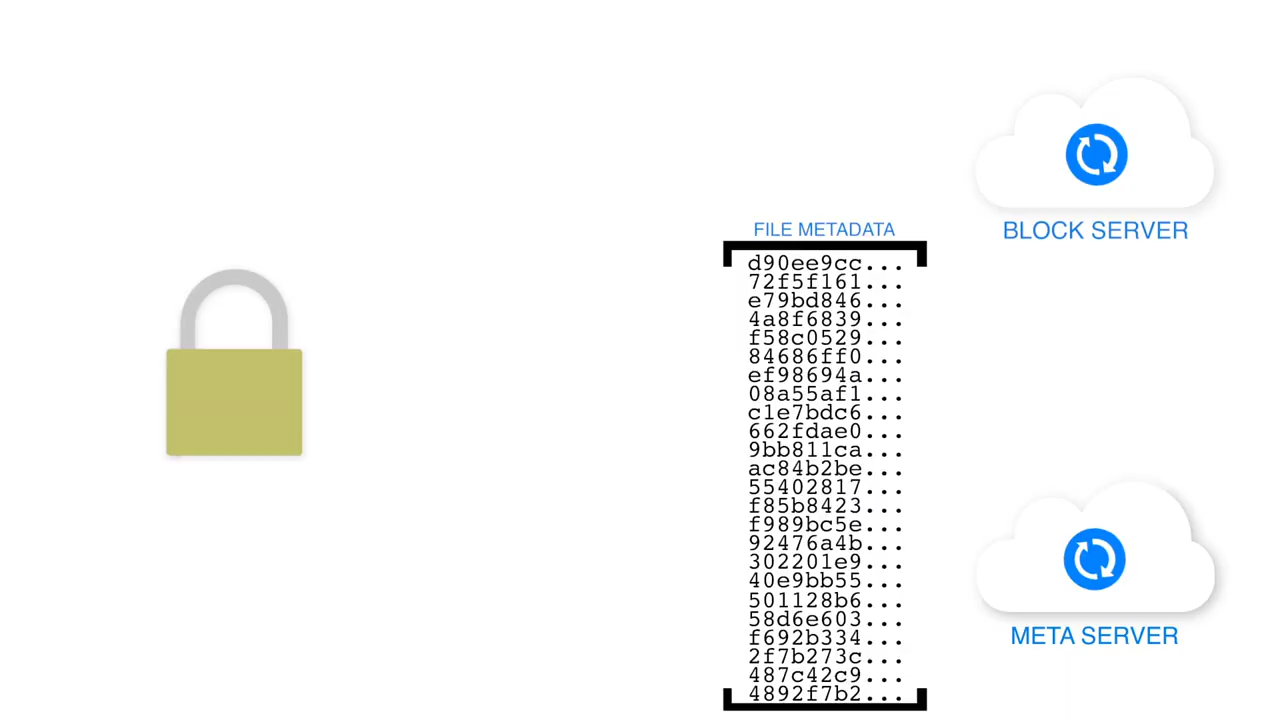 BLOCK SERVER
FILE METADATA
d90ee9cc...
72f5f161...
e79bd846...
4a8f6839...
f58c0529...
84686ff0...
ef98694a...
08a55af1...
c1e7bdc6...
662fdae0...
9bb811ca...
ac84b2be...
55402817...
f85b8423...
f989bc5e...
92476a4b...
302201e9...
40e9bb55...
501128b6...
58d6e603...
f692b334...
2f7b273c...
487c42c9...
4892f7b2...
META SERVER